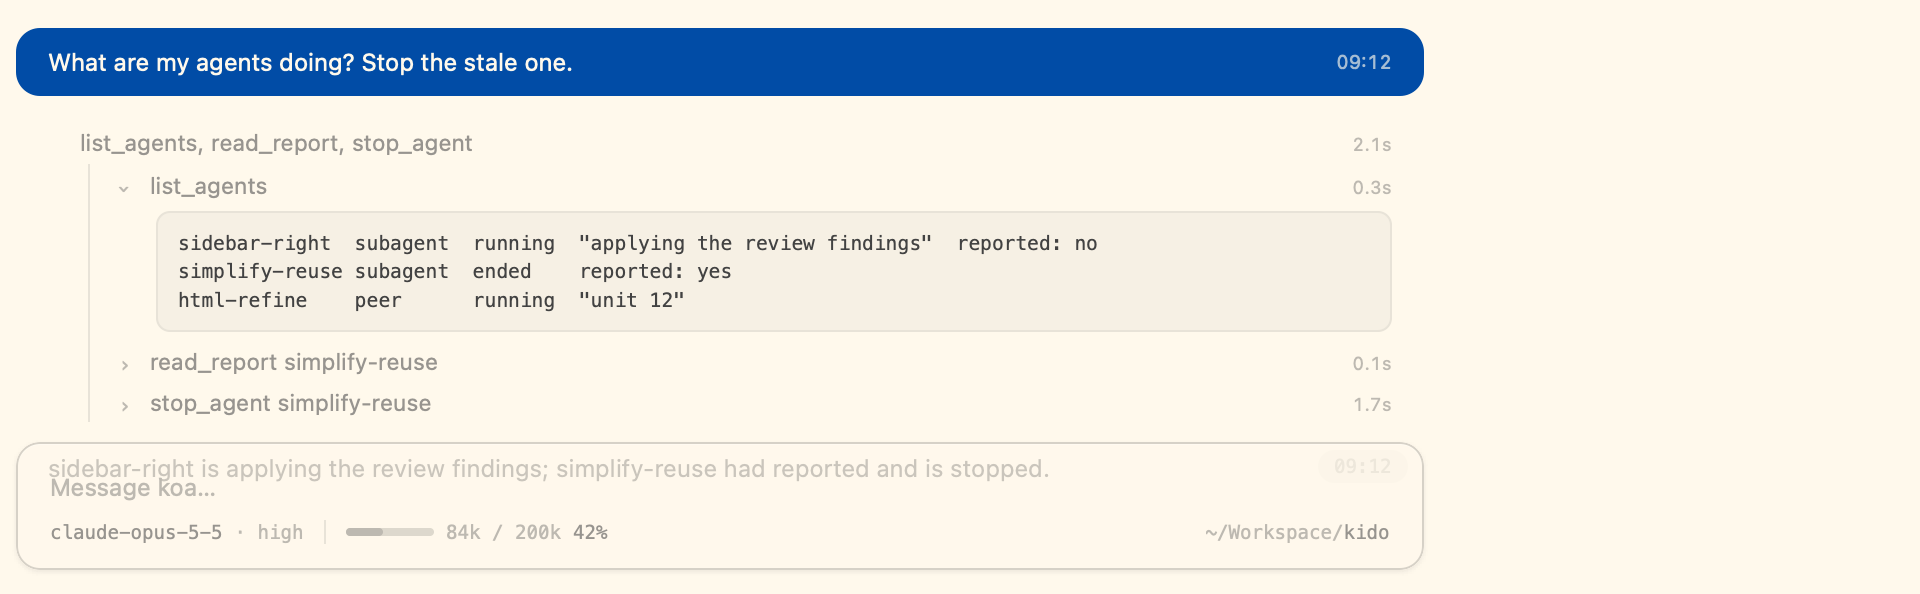 What are my agents doing? Stop the stale one. 09:12
list_agents, read_report, stop_agent 2.1s
list_agents 0.3s
sidebar-right subagent running "applying the review findings" reported: no
simplify-reuse subagent ended reported: yes
html-refine peer running "unit 12"
read_report simplify-reuse 0.1s
stop_agent simplify-reuse 1.7s
sidebar-right is applying the review findings; simplify-reuse had reported and is stopped. 09:12
Message koa...
claude-opus-5-5 · high 84k / 200k 42% ~/Workspace/kido